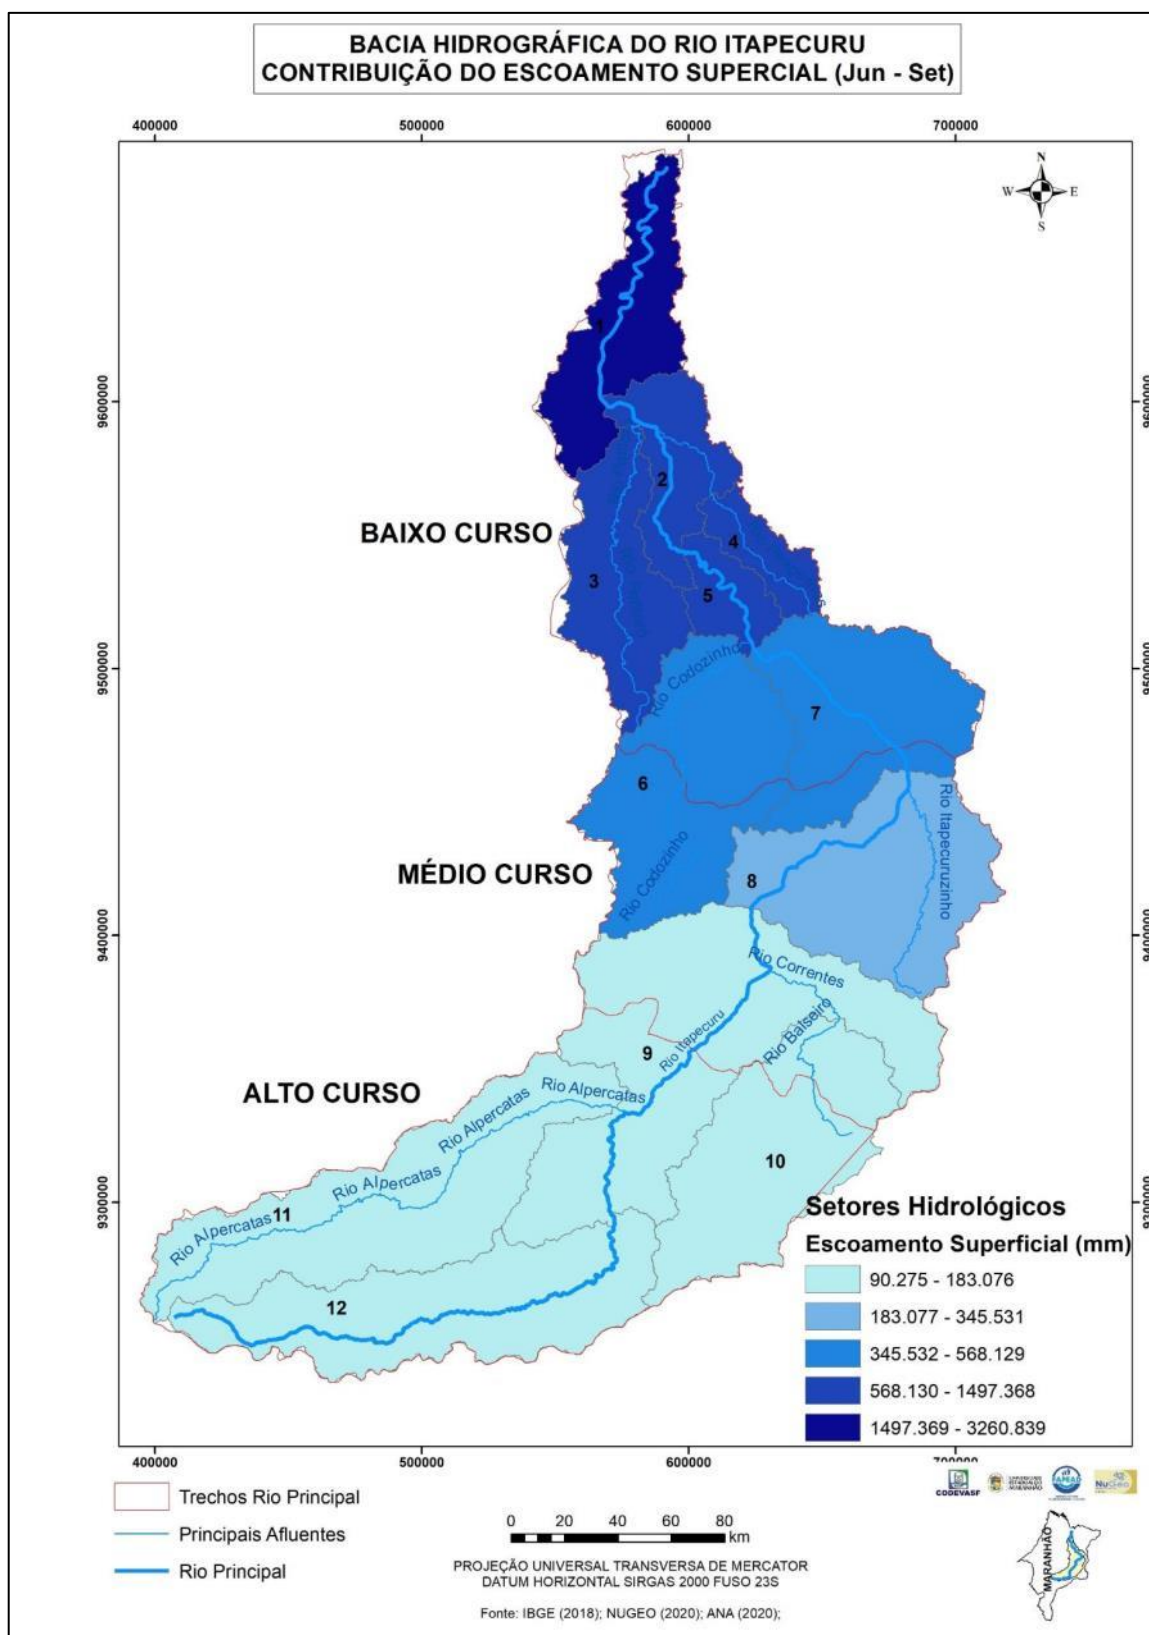 BACIA HIDROGRÁFICA DO RIO ITAPECURU
CONTRIBUIÇÃO DO ESCOAMENTO SUPERCIAL (Jun - Set)
400000
500000
600000
700000
N
W
E
S
9600000
9600000
1
2
BAIXO CURSO
4
3
5
9500000
9500000
Rio Codozinho
7
6
Rio Itapecuruzinho
Rio Codozinho
MÉDIO CURSO
8
9400000
9400000
Rio Correntes
Rio Balseiro
Rio Itapecuru
9
ALTO CURSO
Rio Alpercatas
Rio Alpercatas
Rio Alpercatas
Rio Alpercatas
10
11
12
9300000
Setores Hidrológicos
Escoamento Superficial (mm)
90.275 - 183.076
183.077 - 345.531
345.532 - 568.129
568.130 - 1497.368
1497.369 - 3260.839
400000
500000
600000
Trechos Rio Principal
Principais Afluentes
Rio Principal
0 20 40 60 80
km
PROJEÇÃO UNIVERSAL TRANSVERSA DE MERCATOR
DATUM HORIZONTAL SIRGAS 2000 FUSO 23S
Fonte: IBGE (2018); NUGEO (2020); ANA (2020);
CODEVASF
NuGeo
MARANHÃO